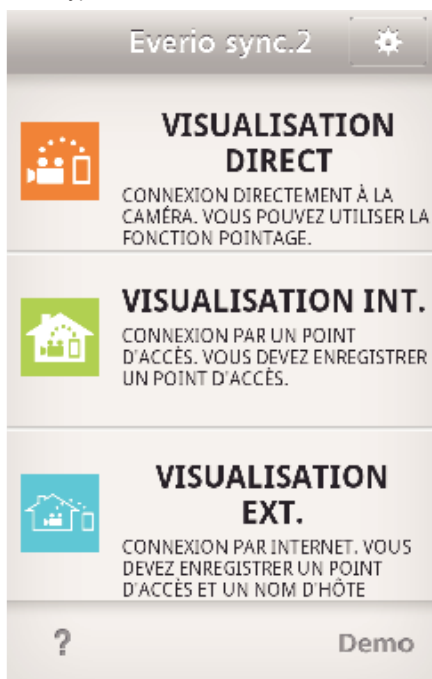 Everio sync.2
VISUALISATION
DIRECT
CONNEXION DIRECTEMENT À LA
CAMÉRA. VOUS POUVEZ UTILISER LA
FONCTION POINTAGE.
VISUALISATION INT.
CONNEXION PAR UN POINT
D'ACCÈS. VOUS DEVEZ ENREGISTRER
UN POINT D'ACCÈS.
VISUALISATION
EXT.
CONNEXION PAR INTERNET. VOUS
DEVEZ ENREGISTRER UN POINT
D'ACCÈS ET UN NOM D'HÔTE
? Demo